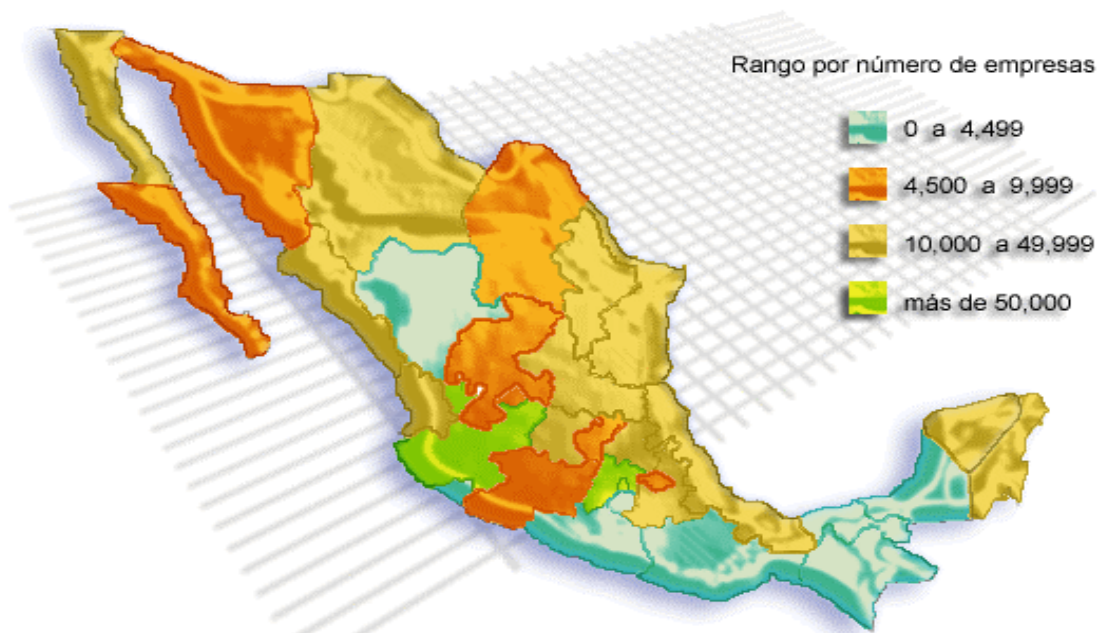 Rango por número de empresas
0 a 4,499
4,500 a 9,999
10,000 a 49,999
más de 50,000